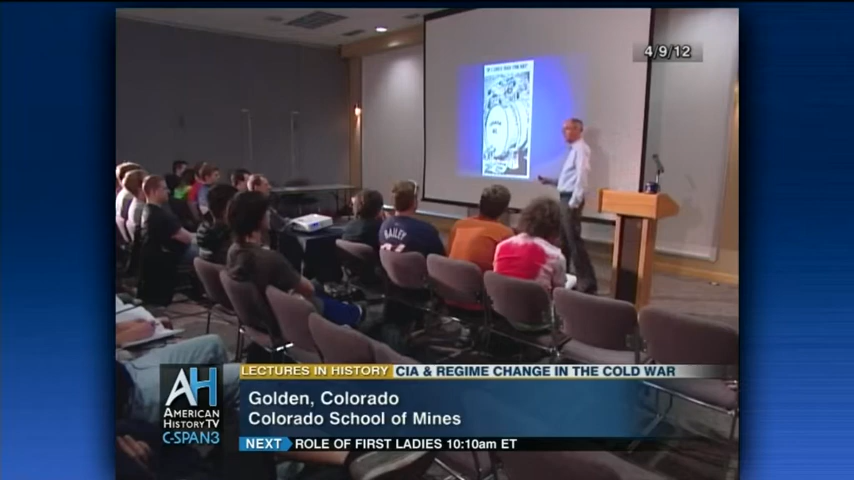 4/9/12
BAILEY
LECTURES IN HISTORY
CIA & REGIME CHANGE IN THE COLD WAR
AH
AMERICAN
HISTORY TV
C-SPAN3
Golden, Colorado
Colorado School of Mines
NEXT
ROLE OF FIRST LADIES 10:10am ET